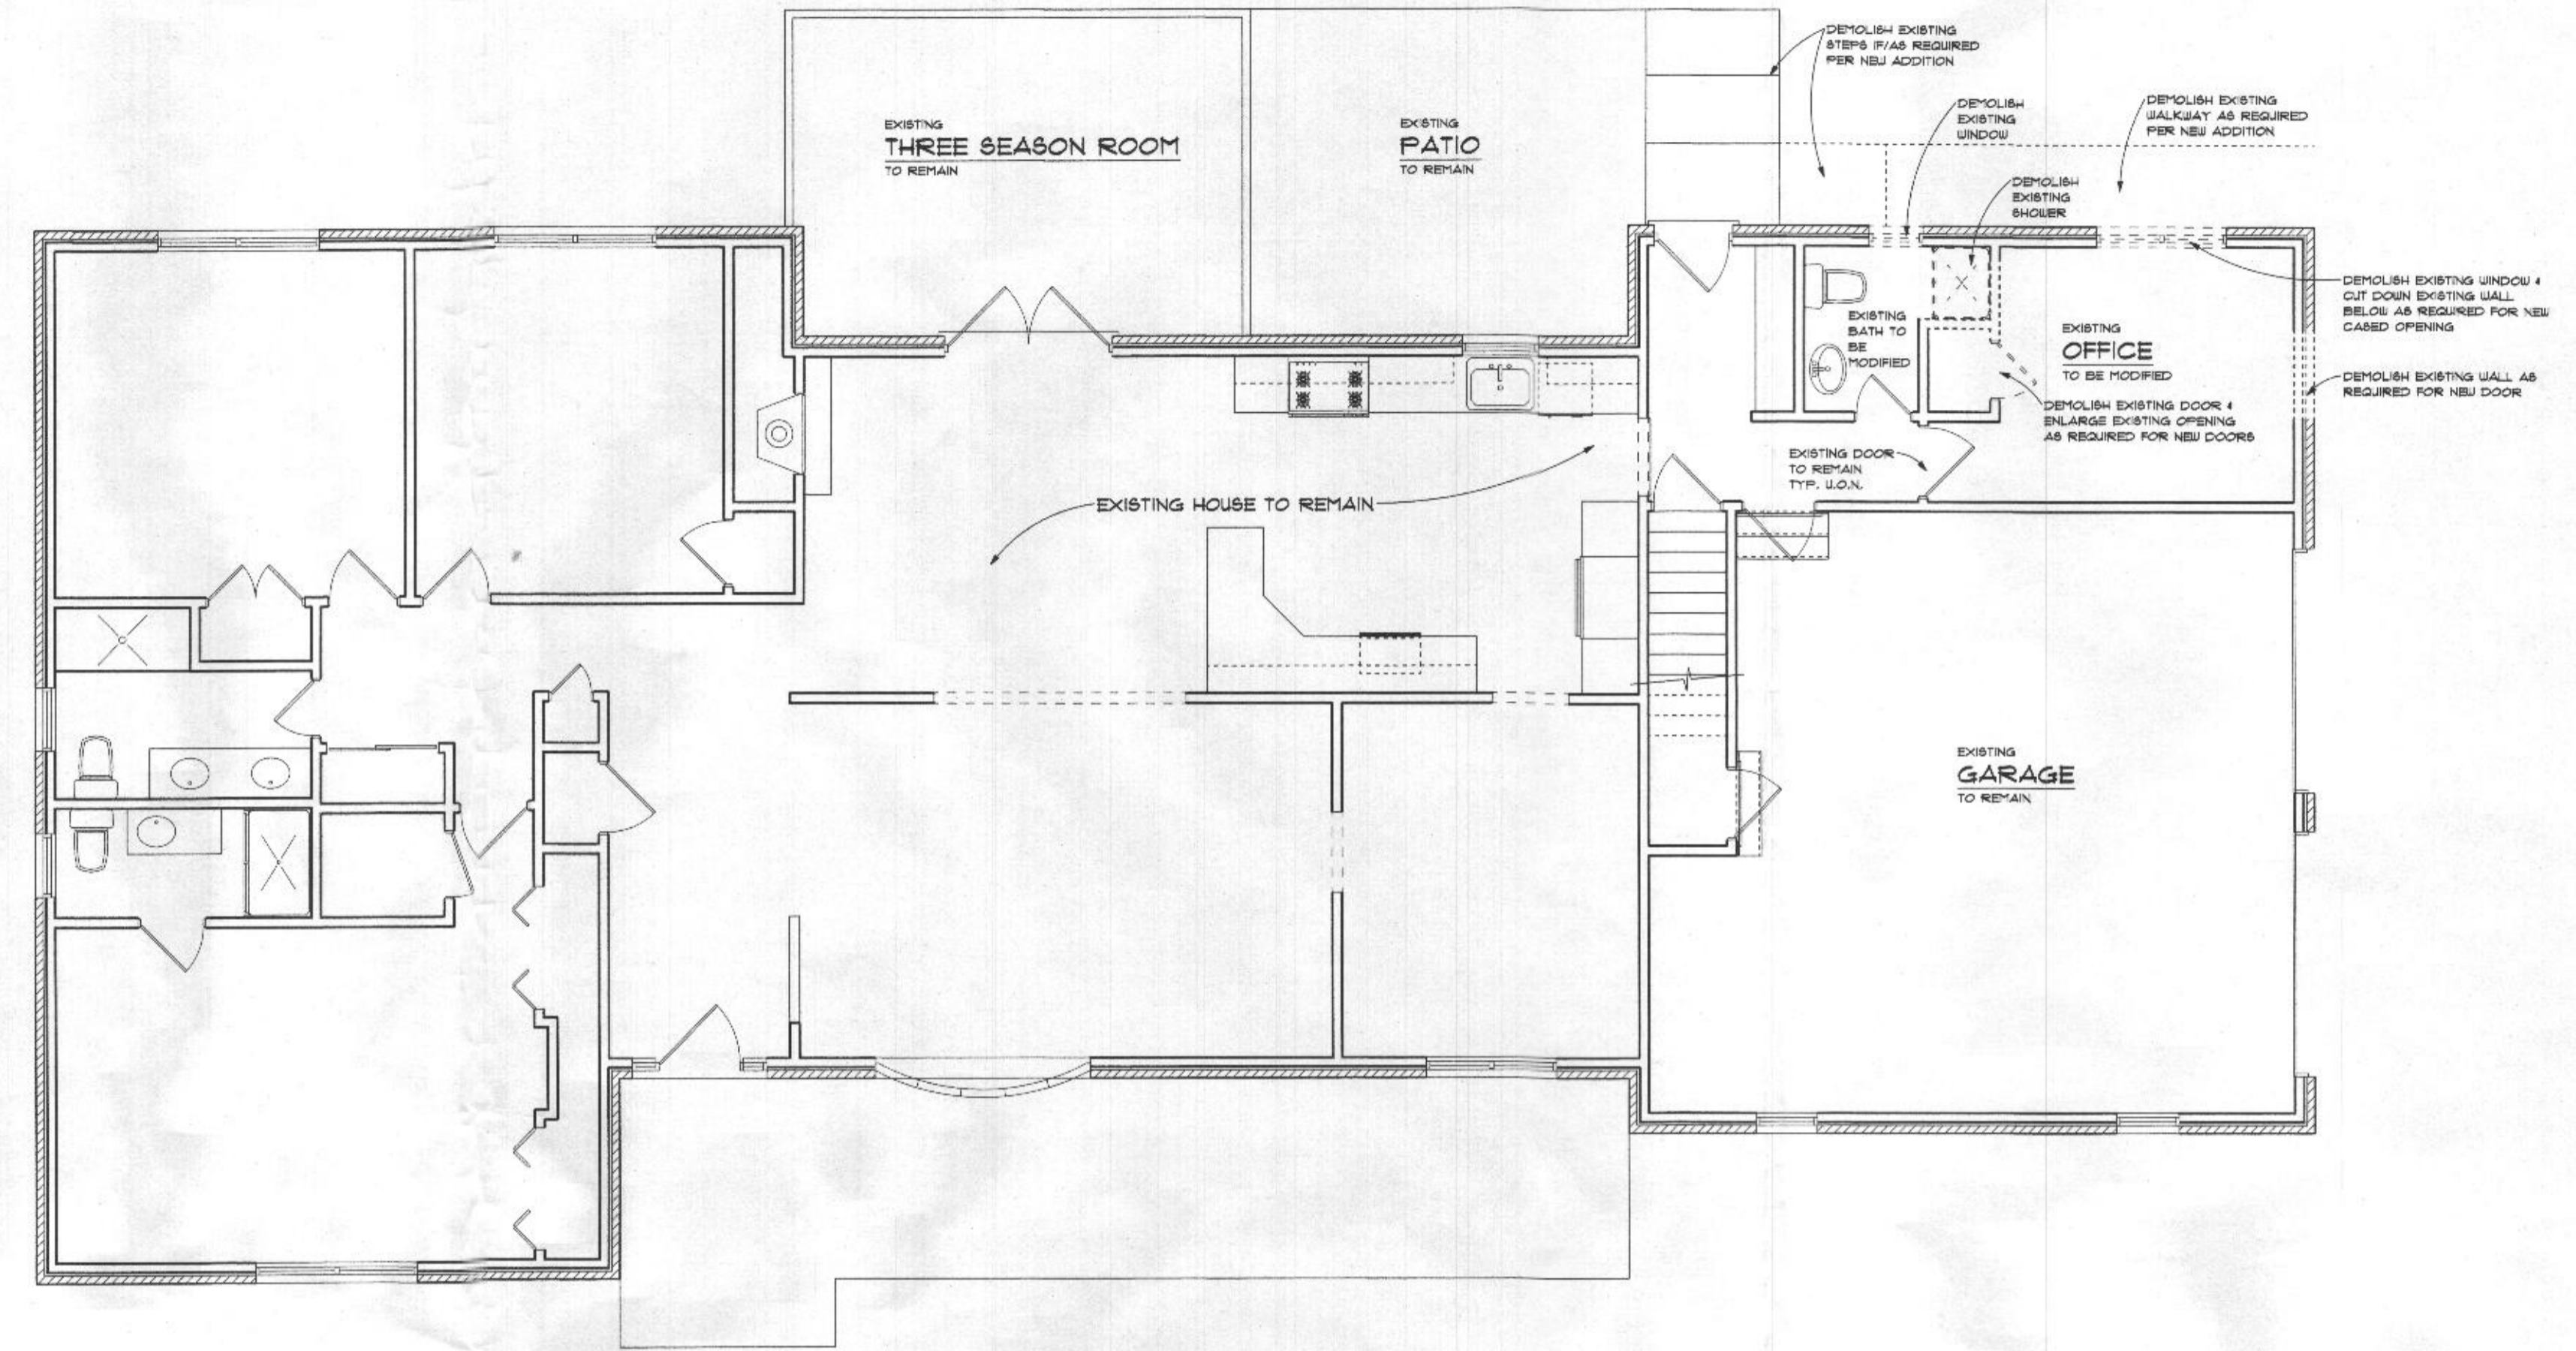 EXISTING
THREE SEASON ROOM
TO REMAIN
EXISTING
PATIO
TO REMAIN
DEMOLISH EXISTING
STEPS IF/AS REQUIRED
PER NEW ADDITION
DEMOLISH
EXISTING
WINDOW
DEMOLISH EXISTING
WALKWAY AS REQUIRED
PER NEW ADDITION
DEMOLISH
EXISTING
SHOWER
DEMOLISH EXISTING WINDOW &
CUT DOWN EXISTING WALL
BELOW AS REQUIRED FOR NEW
CASED OPENING
EXISTING
BATH TO
BE
MODIFIED
EXISTING
OFFICE
TO BE MODIFIED
DEMOLISH EXISTING WALL AS
REQUIRED FOR NEW DOOR
DEMOLISH EXISTING DOOR &
ENLARGE EXISTING OPENING
AS REQUIRED FOR NEW DOORS
EXISTING DOOR
TO REMAIN
TYP. U.O.N.
EXISTING HOUSE TO REMAIN
EXISTING
GARAGE
TO REMAIN